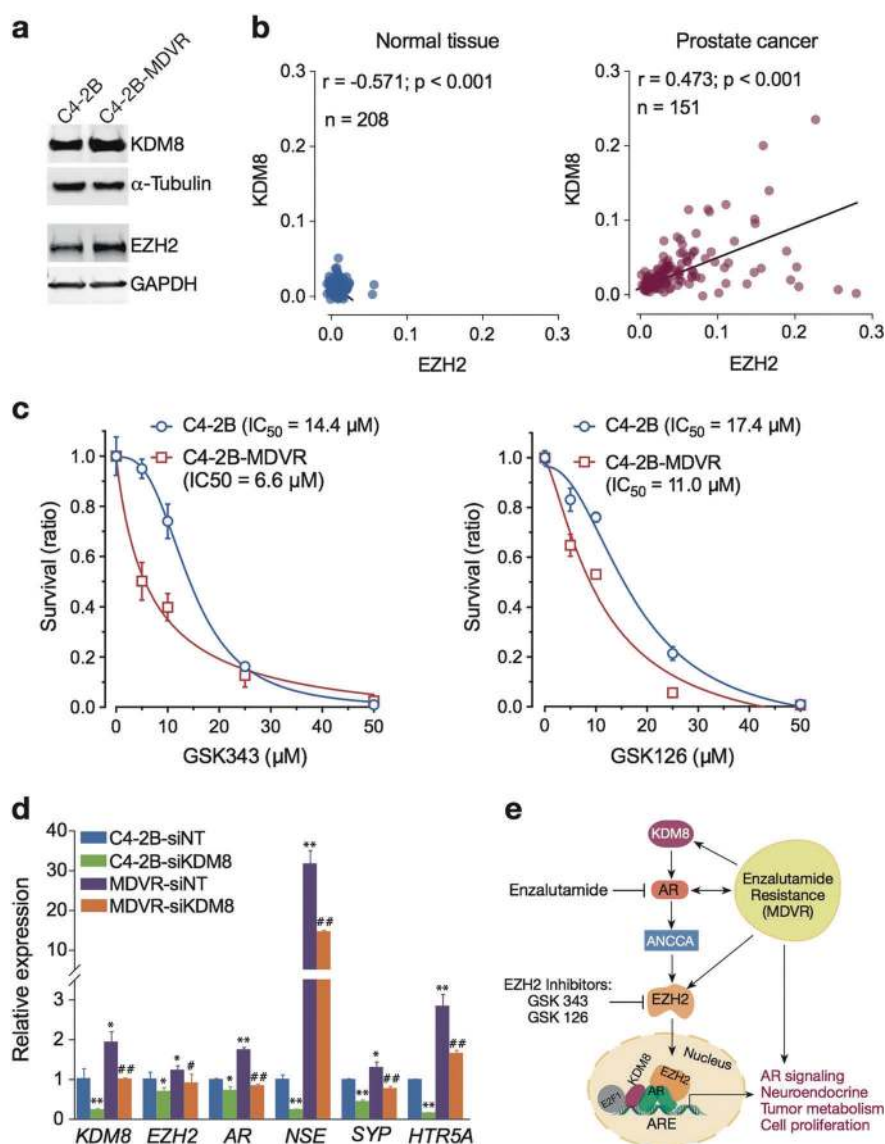 a
C4-2B
C4-2B-MDVR
KDM8
α-Tubulin
EZH2
GAPDH
b
Normal tissue
r = -0.571; p < 0.001
n = 208
KDM8
0.3
0.2
0.1
0.0
0.0 0.1 0.2 0.3
EZH2
Prostate cancer
r = 0.473; p < 0.001
n = 151
KDM8
0.3
0.2
0.1
0.0
0.0 0.1 0.2 0.3
EZH2
c
C4-2B (IC50 = 14.4 µM)
C4-2B-MDVR
(IC50 = 6.6 µM)
Survival (ratio)
1.0
0.8
0.6
0.4
0.2
0.0
0 10 20 30 40 50
GSK343 (µM)
C4-2B (IC50 = 17.4 µM)
C4-2B-MDVR
(IC50 = 11.0 µM)
Survival (ratio)
1.0
0.8
0.6
0.4
0.2
0.0
0 10 20 30 40 50
GSK126 (µM)
d
C4-2B-siNT
C4-2B-siKDM8
MDVR-siNT
MDVR-siKDM8
Relative expression
40
30
20
10
2
1
0
** * * * # * ** ## ** ** ## ** * ## ** ** ##
KDM8 EZH2 AR NSE SYP HTR5A
e
KDM8
Enzalutamide
AR
Enzalutamide
Resistance
(MDVR)
ANCCA
EZH2 Inhibitors:
GSK 343
GSK 126
EZH2
Nucleus
KDM8
EZH2
E2F1
AR
ARE
AR signaling
Neuroendocrine
Tumor metabolism
Cell proliferation